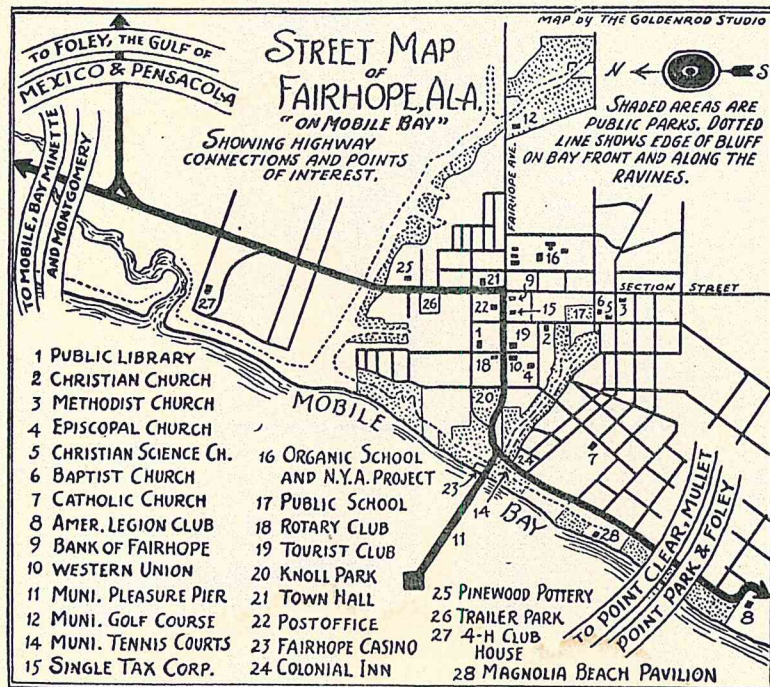 MAP BY THE GOLDENROD STUDIO
TO FOLEY, THE GULF OF
MEXICO & PENSACOLA
STREET MAP
OF
FAIRHOPE, ALA.
"ON MOBILE BAY"
SHOWING HIGHWAY
CONNECTIONS AND POINTS
OF INTEREST.
N
S
SHADED AREAS ARE
PUBLIC PARKS. DOTTED
LINE SHOWS EDGE OF BLUFF
ON BAY FRONT AND ALONG THE
RAVINES.
TO MOBILE, BAY MINETTE
AND MONTGOMERY
FAIRHOPE AVE.
SECTION STREET
12
16
25
21
9
27
26
22
15
17
6
5
3
1
19
2
18
10
4
20
7
24
23
14
11
28
8
MOBILE
BAY
TO POINT CLEAR, MULLET
POINT PARK & FOLEY
1 PUBLIC LIBRARY
2 CHRISTIAN CHURCH
3 METHODIST CHURCH
4 EPISCOPAL CHURCH
5 CHRISTIAN SCIENCE CH.
6 BAPTIST CHURCH
7 CATHOLIC CHURCH
8 AMER. LEGION CLUB
9 BANK OF FAIRHOPE
10 WESTERN UNION
11 MUNI. PLEASURE PIER
12 MUNI. GOLF COURSE
14 MUNI. TENNIS COURTS
15 SINGLE TAX CORP.
16 ORGANIC SCHOOL
AND N.Y.A. PROJECT
17 PUBLIC SCHOOL
18 ROTARY CLUB
19 TOURIST CLUB
20 KNOLL PARK
21 TOWN HALL
22 POSTOFFICE
23 FAIRHOPE CASINO
24 COLONIAL INN
25 PINEWOOD POTTERY
26 TRAILER PARK
27 4-H CLUB
HOUSE
28 MAGNOLIA BEACH PAVILION